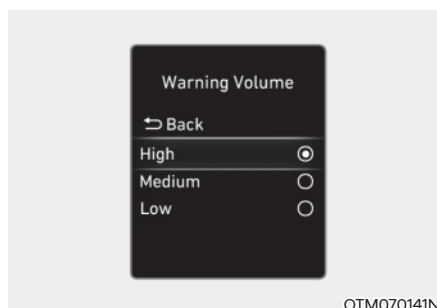 Warning Volume
Back
High
Medium
Low
OTM070141N